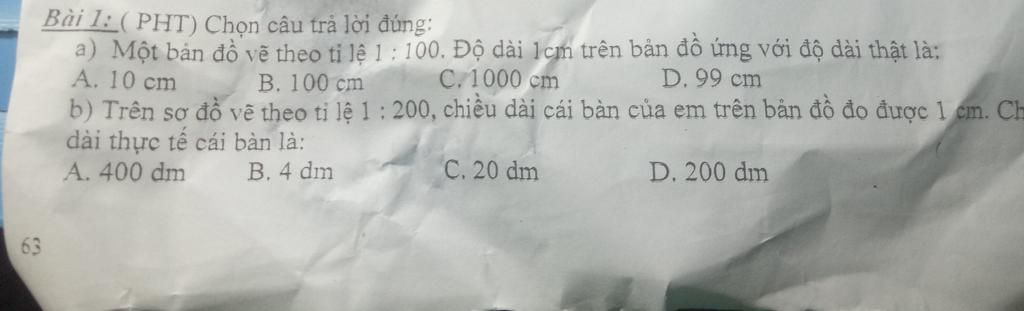 Bài 1: ( PHT) Chọn câu trả lời đúng:
a) Một bản đồ vẽ theo tỉ lệ 1 : 100. Độ dài 1cm trên bản đồ ứng với độ dài thật là:
A. 10 cm B. 100 cm C. 1000 cm D. 99 cm
b) Trên sơ đồ vẽ theo tỉ lệ 1 : 200, chiều dài cái bàn của em trên bản đồ đo được 1 cm. Ch
dài thực tế cái bàn là:
A. 400 dm B. 4 dm C. 20 dm D. 200 dm
63